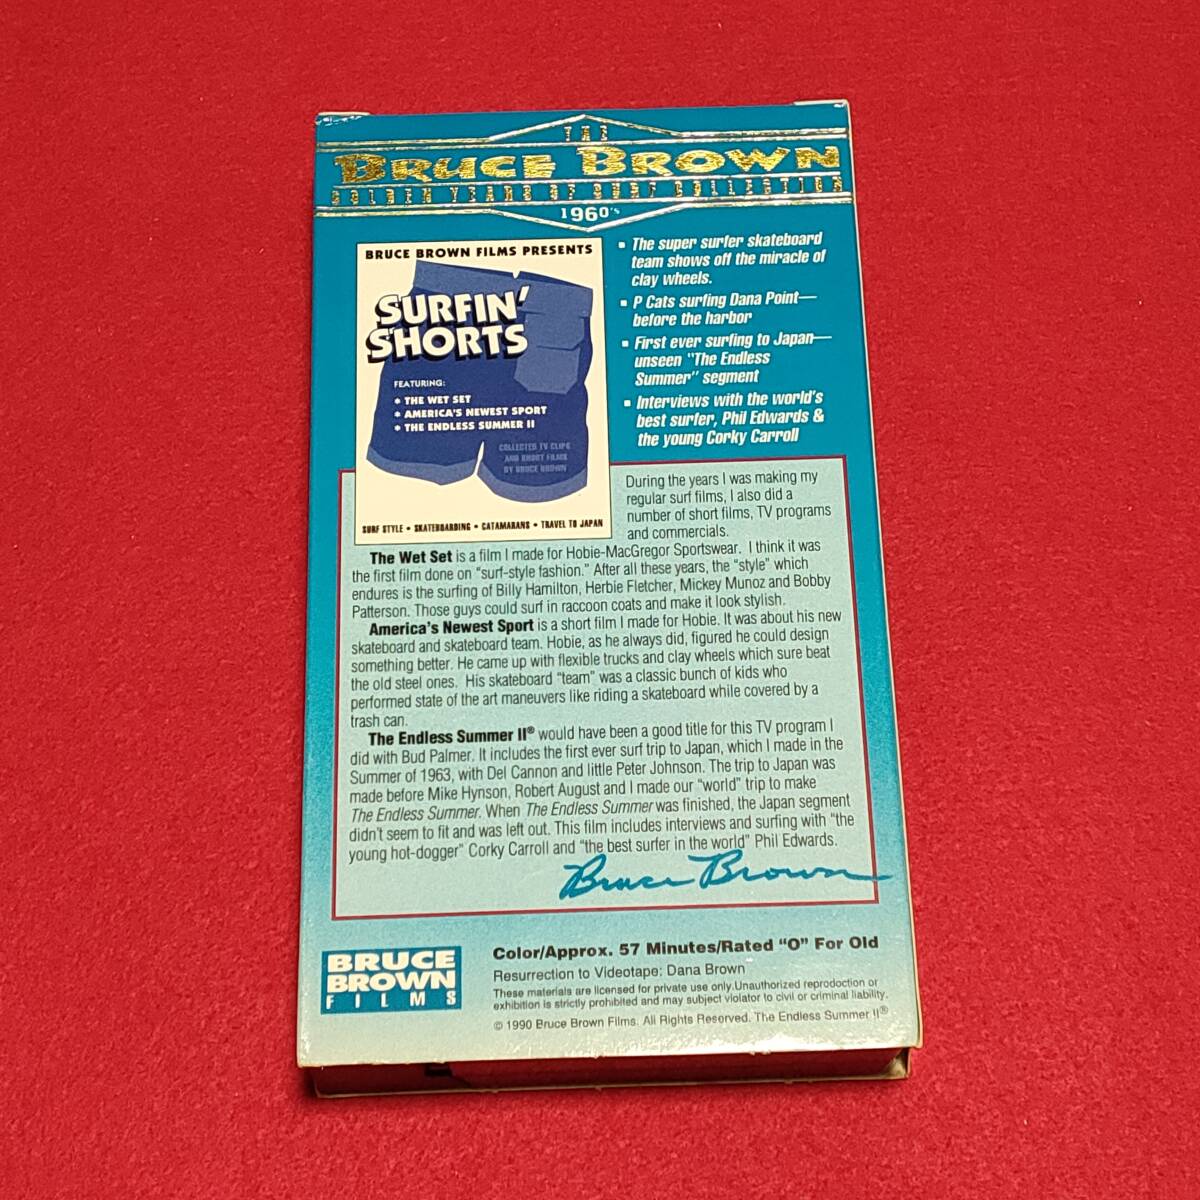 THE
BRUCE BROWN
GOLDEN YEARS OF SURF COLLECTION
1960's
BRUCE BROWN FILMS PRESENTS
SURFIN'
SHORTS
FEATURING:
• THE WET SET
• AMERICA'S NEWEST SPORT
• THE ENDLESS SUMMER II
COLLECTED TV CLIPS
AND SHORT FILMS
BY BRUCE BROWN
SURF STYLE • SKATEBOARDING • CATAMARANS • TRAVEL TO JAPAN
▪ The super surfer skateboard
team shows off the miracle of
clay wheels.
▪ P Cats surfing Dana Point—
before the harbor
▪ First ever surfing to Japan—
unseen "The Endless
Summer" segment
▪ Interviews with the world's
best surfer, Phil Edwards &
the young Corky Carroll
During the years I was making my
regular surf films, I also did a
number of short films, TV programs
and commercials.
The Wet Set is a film I made for Hobie-MacGregor Sportswear. I think it was
the first film done on "surf-style fashion." After all these years, the "style" which
endures is the surfing of Billy Hamilton, Herbie Fletcher, Mickey Munoz and Bobby
Patterson. Those guys could surf in raccoon coats and make it look stylish.
America's Newest Sport is a short film I made for Hobie. It was about his new
skateboard and skateboard team. Hobie, as he always did, figured he could design
something better. He came up with flexible trucks and clay wheels which sure beat
the old steel ones. His skateboard "team" was a classic bunch of kids who
performed state of the art maneuvers like riding a skateboard while covered by a
trash can.
The Endless Summer II® would have been a good title for this TV program I
did with Bud Palmer. It includes the first ever surf trip to Japan, which I made in the
Summer of 1963, with Del Cannon and little Peter Johnson. The trip to Japan was
made before Mike Hynson, Robert August and I made our "world" trip to make
The Endless Summer. When The Endless Summer was finished, the Japan segment
didn't seem to fit and was left out. This film includes interviews and surfing with "the
young hot-dogger" Corky Carroll and "the best surfer in the world" Phil Edwards.
Bruce Brown
BRUCE
BROWN
FILMS
Color/Approx. 57 Minutes/Rated "O" For Old
Resurrection to Videotape: Dana Brown
These materials are licensed for private use only. Unauthorized reproduction or
exhibition is strictly prohibited and may subject violator to civil or criminal liability.
© 1990 Bruce Brown Films. All Rights Reserved. The Endless Summer II®